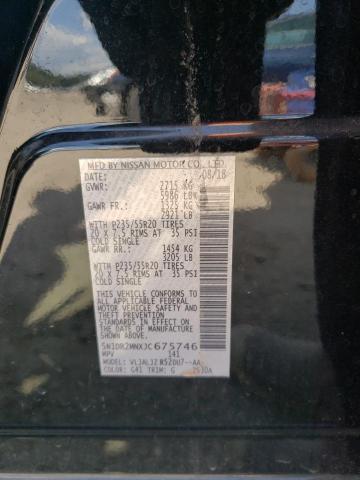 MFD BY NISSAN MOTOR CO., LTD
DATE: 08/18
GVWR: 2715 KG
5986 LB
GAWR FR.: 1325 KG
2921 LB
WITH P235/55R20 TIRES
20 X 7.5 RIMS AT 35 PSI
COLD SINGLE
GAWR RR: 1454 KG
3205 LB
WITH P235/55R20 TIRES
20 X 7.5 RIMS AT 35 PSI
COLD SINGLE
THIS VEHICLE CONFORMS TO
ALL APPLICABLE FEDERAL
MOTOR VEHICLE SAFETY
AND THEFT PREVENTION
STANDARDS IN EFFECT ON
THE DATE OF MANUFACTURE
SHOWN ABOVE
5N1DR2MNXJC675746
MPV 141
MODEL:
COLOR: G41 TRIM: G